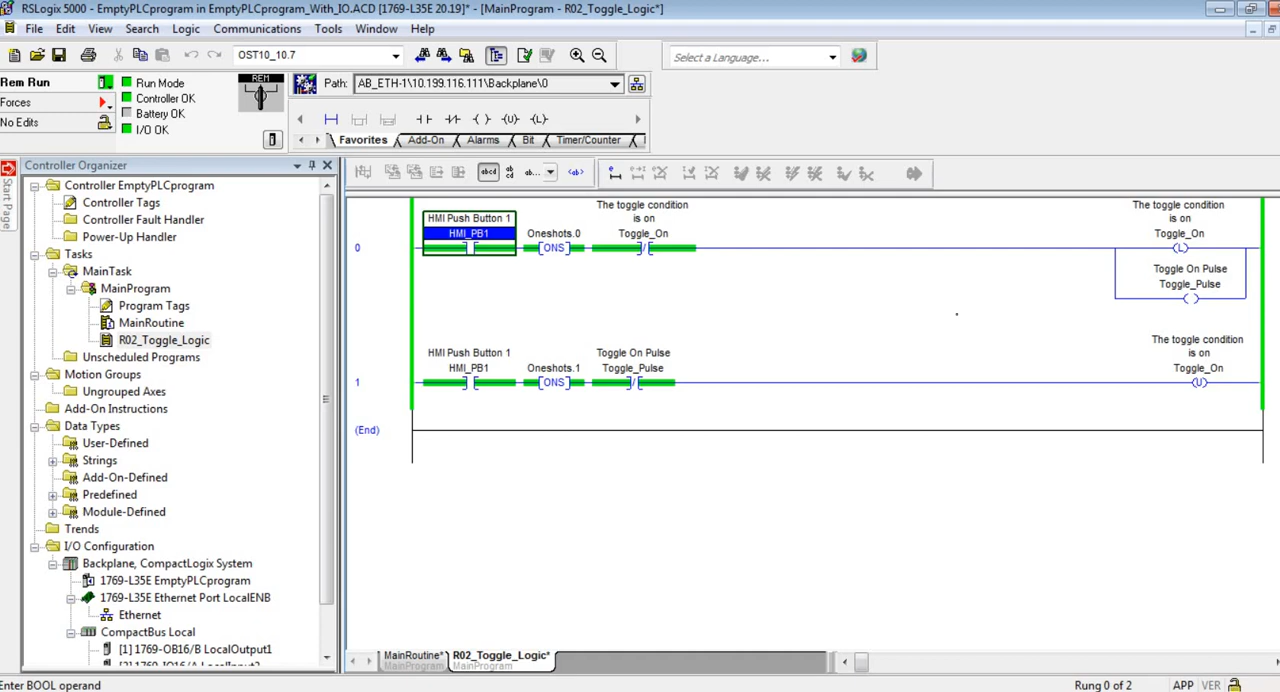 RSLogix 5000 - EmptyPLCprogram in EmptyPLCprogram_With_IO.ACD [1769-L35E 20.19]* - [MainProgram - R02_Toggle_Logic*]
File Edit View Search Logic Communications Tools Window Help
OST10_10.7
Select a Language...
Rem Run
Forces
No Edits
Run Mode
Controller OK
Battery OK
I/O OK
REM
Path: AB_ETH-1\10.199.116.111\Backplane\0
Favorites Add-On Alarms Bit Timer/Counter
Start Page
Controller Organizer
Controller EmptyPLCprogram
Controller Tags
Controller Fault Handler
Power-Up Handler
Tasks
MainTask
MainProgram
Program Tags
MainRoutine
R02_Toggle_Logic
Unscheduled Programs
Motion Groups
Ungrouped Axes
Add-On Instructions
Data Types
User-Defined
Strings
Add-On-Defined
Predefined
Module-Defined
Trends
I/O Configuration
Backplane, CompactLogix System
1769-L35E EmptyPLCprogram
1769-L35E Ethernet Port LocalENB
Ethernet
CompactBus Local
[1] 1769-OB16/B LocalOutput1
0
HMI Push Button 1
HMI_PB1
Oneshots.0
ONS
The toggle condition
is on
Toggle_On
/
The toggle condition
is on
Toggle_On
L
Toggle On Pulse
Toggle_Pulse
1
HMI Push Button 1
HMI_PB1
Oneshots.1
ONS
Toggle On Pulse
Toggle_Pulse
/
The toggle condition
is on
Toggle_On
U
(End)
MainRoutine*
MainProgram
R02_Toggle_Logic*
MainProgram
Enter BOOL operand
Rung 0 of 2
APP
VER